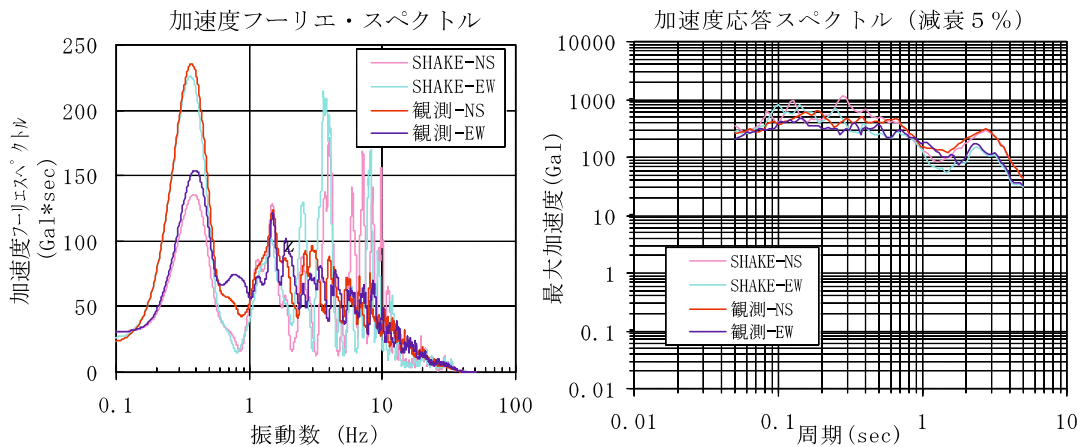 加速度フーリエ・スペクトル
250
200
150
100
50
0
0.1
1
10
100
加速度フーリエスペクトル
(Gal*sec)
振動数 (Hz)
SHAKE-NS
SHAKE-EW
観測-NS
観測-EW
加速度応答スペクトル (減衰5%)
10000
1000
100
10
1
0.1
0.01
0.01
0.1
1
10
最大加速度(Gal)
周期(sec)
SHAKE-NS
SHAKE-EW
観測-NS
観測-EW